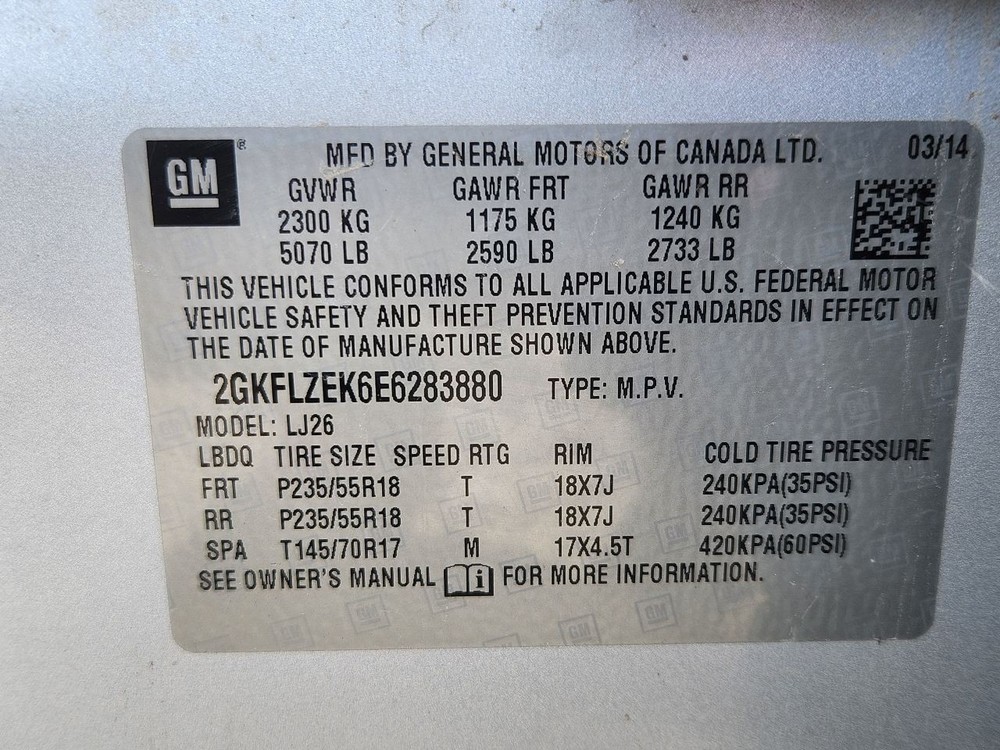 GM® MFD BY GENERAL MOTORS OF CANADA LTD. 03/14
GVWR GAWR FRT GAWR RR
2300 KG 1175 KG 1240 KG
5070 LB 2590 LB 2733 LB
THIS VEHICLE CONFORMS TO ALL APPLICABLE U.S. FEDERAL MOTOR
VEHICLE SAFETY AND THEFT PREVENTION STANDARDS IN EFFECT ON
THE DATE OF MANUFACTURE SHOWN ABOVE.
2GKFLZEK6E6283880 TYPE: M.P.V.
MODEL: LJ26
LBDQ TIRE SIZE SPEED RTG RIM COLD TIRE PRESSURE
FRT P235/55R18 T 18X7J 240KPA(35PSI)
RR P235/55R18 T 18X7J 240KPA(35PSI)
SPA T145/70R17 M 17X4.5T 420KPA(60PSI)
SEE OWNER'S MANUAL i FOR MORE INFORMATION.